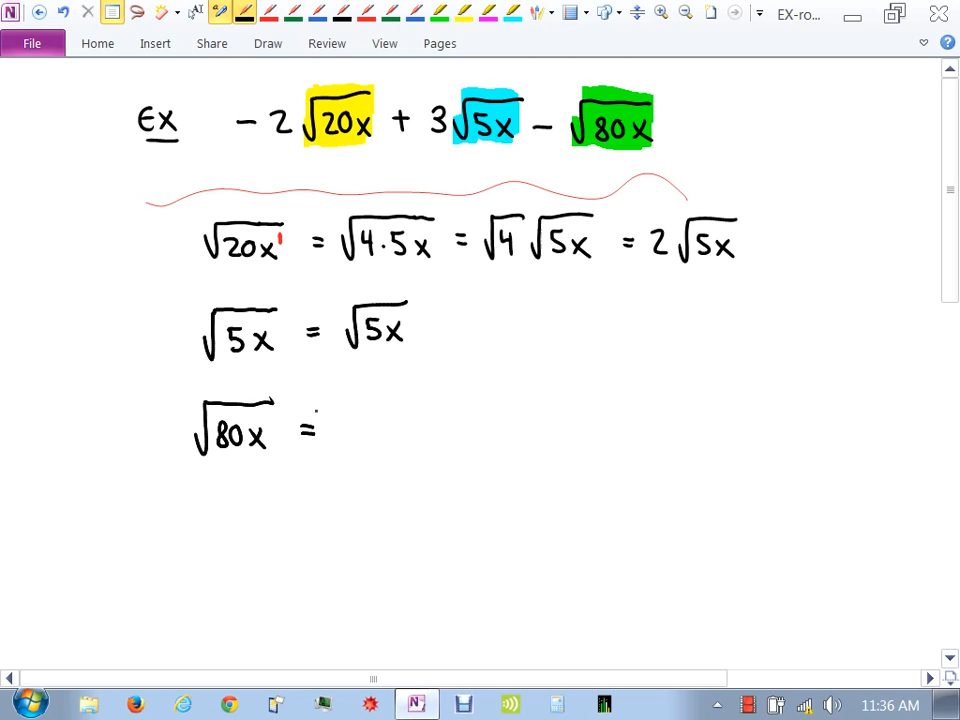 EX-ro...
File Home Insert Share Draw Review View Pages
Ex - 2 √20x + 3 √5x - √80x
√20x¹ = √4·5x = √4 √5x = 2 √5x
√5x = √5x
√80x =
11:36 AM